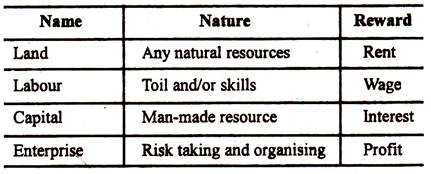 Name Nature Reward
Land Any natural resources Rent
Labour Toil and/or skills Wage
Capital Man-made resource Interest
Enterprise Risk taking and organising Profit